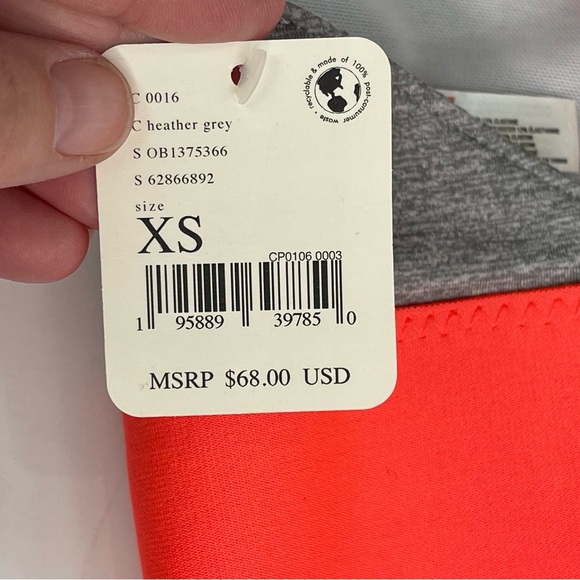 C 0016
C heather grey
S OB1375366
S 62866892
size
XS
CP0106 0003
1 95889 39785 0
MSRP $68.00 USD
recyclable & made of 100% post-consumer waste •